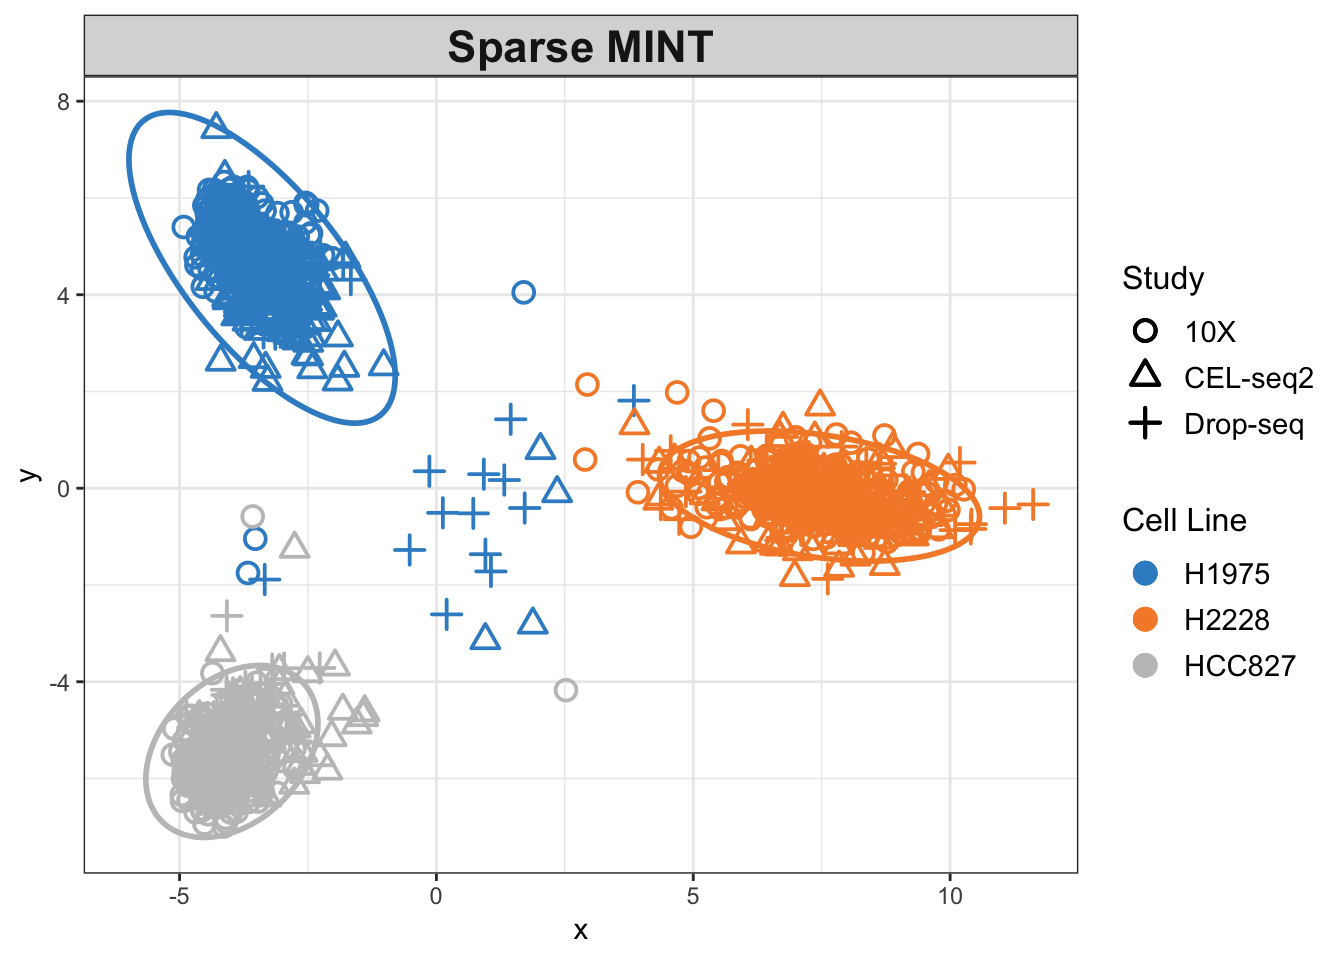 Sparse MINT
8
4
0
-4
y
-5
0
5
10
x
Study
10X
CEL-seq2
Drop-seq
Cell Line
H1975
H2228
HCC827